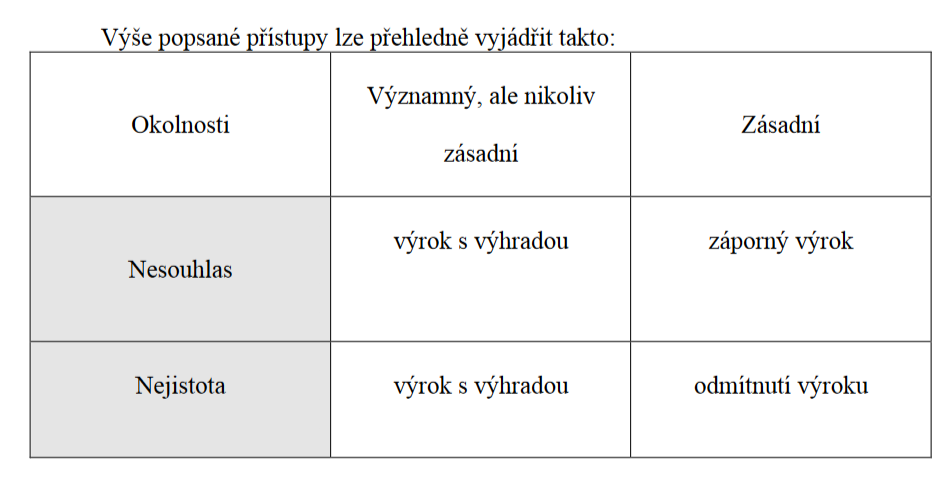 Výše popsané přístupy lze přehledně vyjádřit takto:
Okolnosti
Významný, ale nikoliv
zásadní
Zásadní
Nesouhlas
výrok s výhradou
záporný výrok
Nejistota
výrok s výhradou
odmítnutí výroku